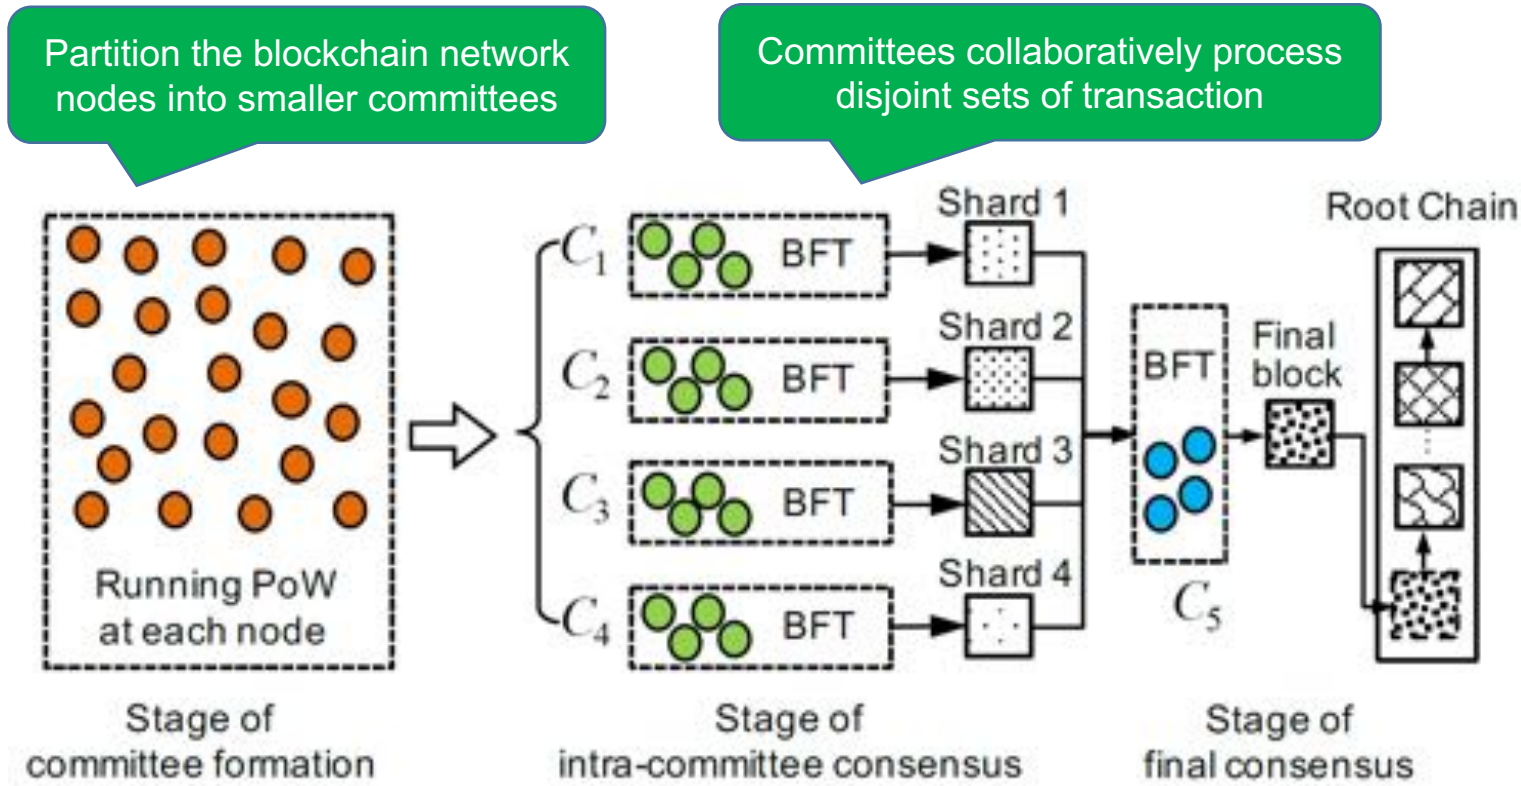 Partition the blockchain network
nodes into smaller committees
Committees collaboratively process
disjoint sets of transaction
Running PoW
at each node
Stage of
committee formation
C1
BFT
Shard 1
C2
BFT
Shard 2
C3
BFT
Shard 3
C4
BFT
Shard 4
Stage of
intra-committee consensus
BFT
C5
Final
block
Root Chain
Stage of
final consensus